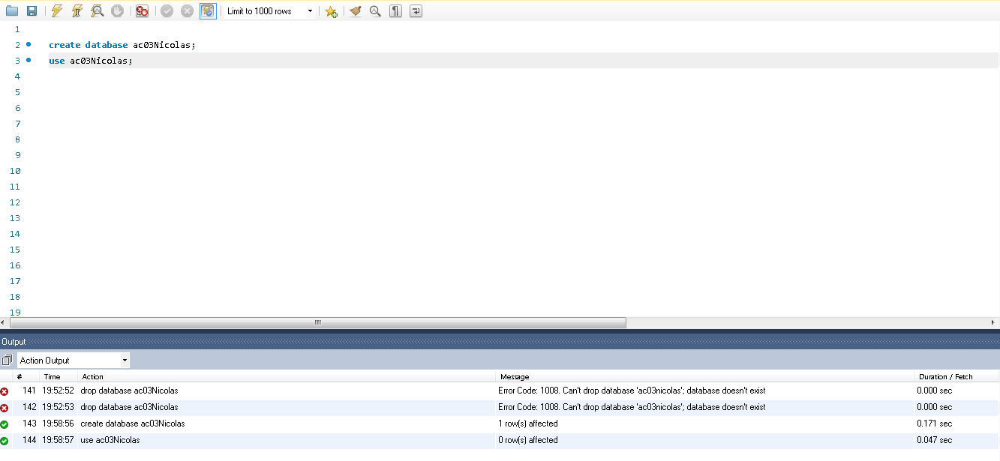 Limit to 1000 rows
1
2 create database ac03Nicolas;
3 use ac03Nicolas;
4
5
6
7
8
9
10
11
12
13
14
15
16
17
18
19
Output
Action Output
# Time Action Message Duration / Fetch
141 19:52:52 drop database ac03Nicolas Error Code: 1008. Can't drop database 'ac03nicolas'; database doesn't exist 0.000 sec
142 19:52:53 drop database ac03Nicolas Error Code: 1008. Can't drop database 'ac03nicolas'; database doesn't exist 0.000 sec
143 19:58:56 create database ac03Nicolas 1 row(s) affected 0.171 sec
144 19:58:57 use ac03Nicolas 0 row(s) affected 0.047 sec